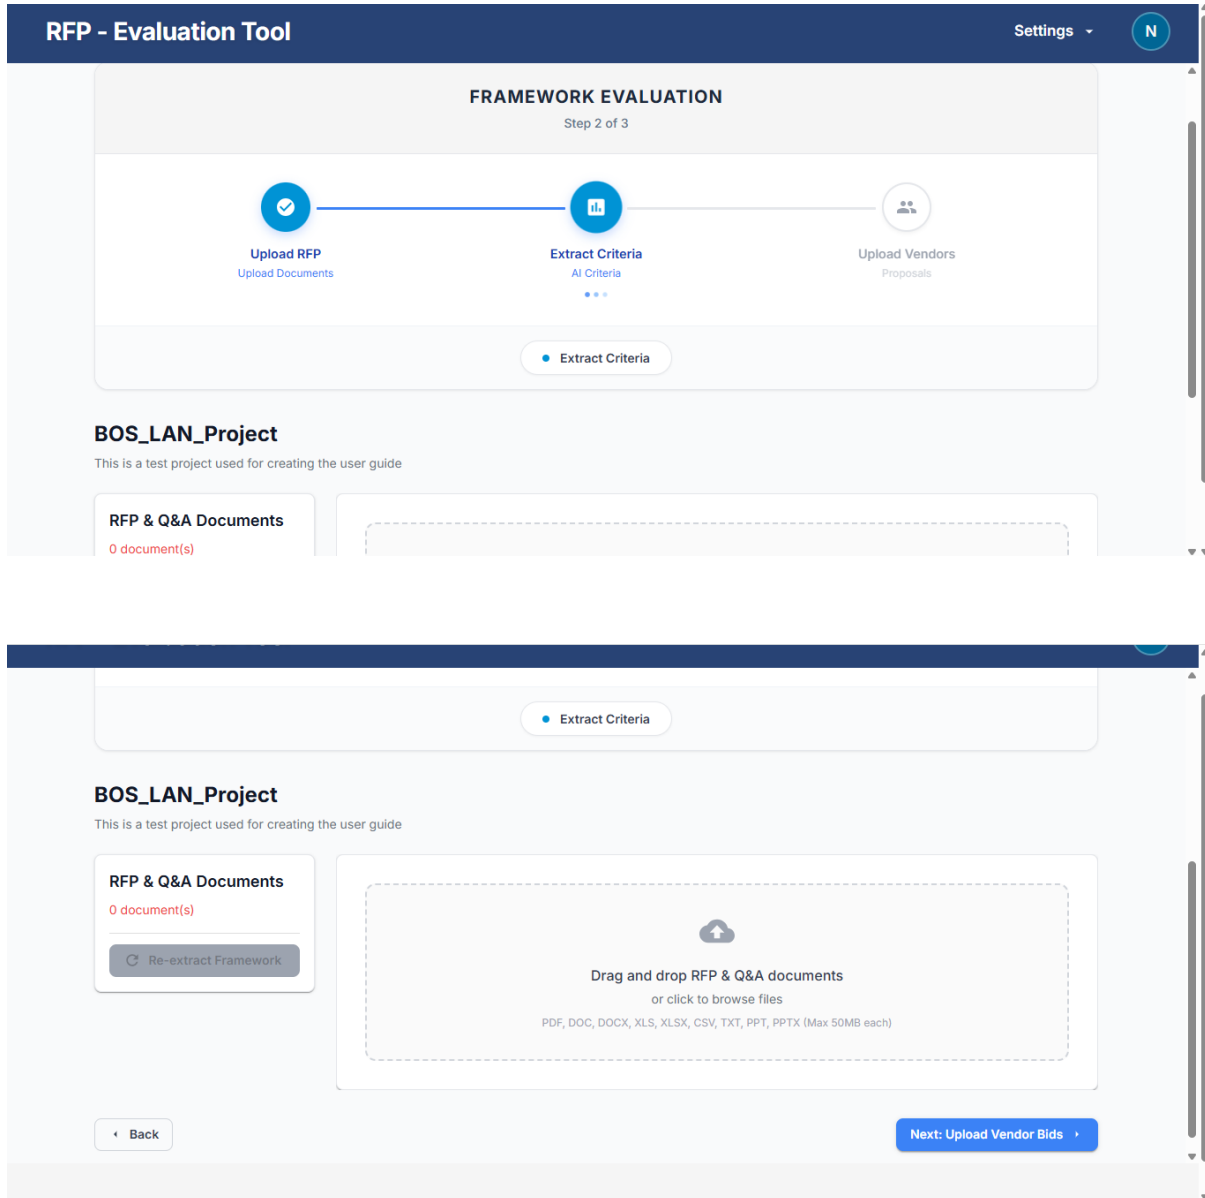 RFP - Evaluation Tool
Settings
N
FRAMEWORK EVALUATION
Step 2 of 3
Upload RFP
Upload Documents
Extract Criteria
AI Criteria
Upload Vendors
Proposals
Extract Criteria
BOS_LAN_Project
This is a test project used for creating the user guide
RFP & Q&A Documents
0 document(s)
Extract Criteria
BOS_LAN_Project
This is a test project used for creating the user guide
RFP & Q&A Documents
0 document(s)
Re-extract Framework
Drag and drop RFP & Q&A documents
or click to browse files
PDF, DOC, DOCX, XLS, XLSX, CSV, TXT, PPT, PPTX (Max 50MB each)
Back
Next: Upload Vendor Bids